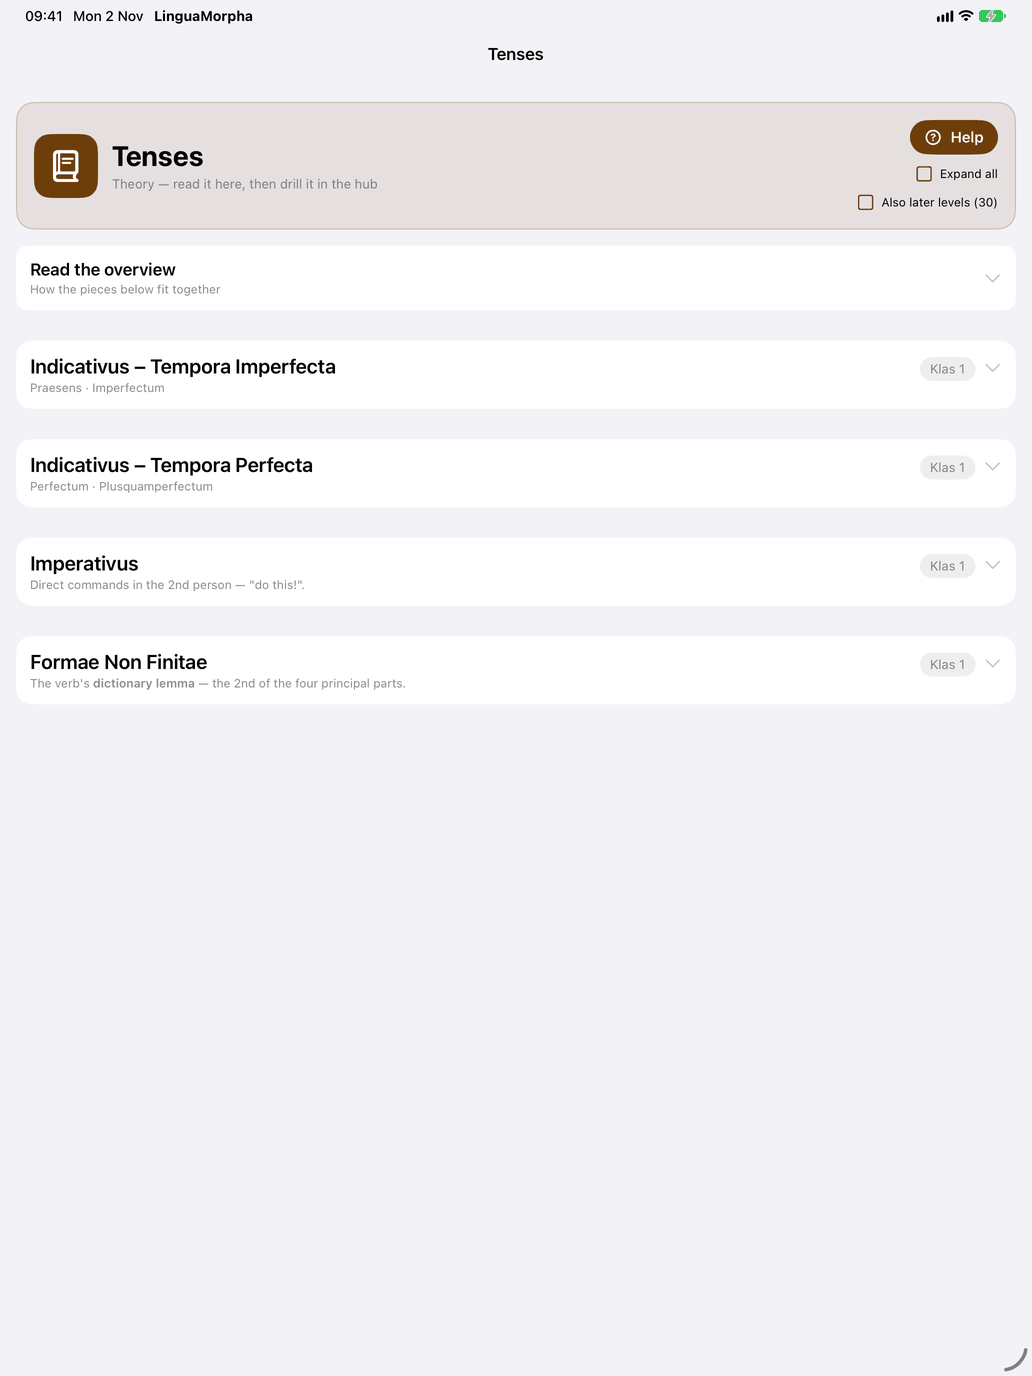 09:41 Mon 2 Nov LinguaMorpha
Tenses
Tenses
Theory — read it here, then drill it in the hub
Help
Expand all
Also later levels (30)
Read the overview
How the pieces below fit together
Indicativus – Tempora Imperfecta
Praesens · Imperfectum
Klas 1
Indicativus – Tempora Perfecta
Perfectum · Plusquamperfectum
Klas 1
Imperativus
Direct commands in the 2nd person — "do this!".
Klas 1
Formae Non Finitae
The verb's dictionary lemma — the 2nd of the four principal parts.
Klas 1